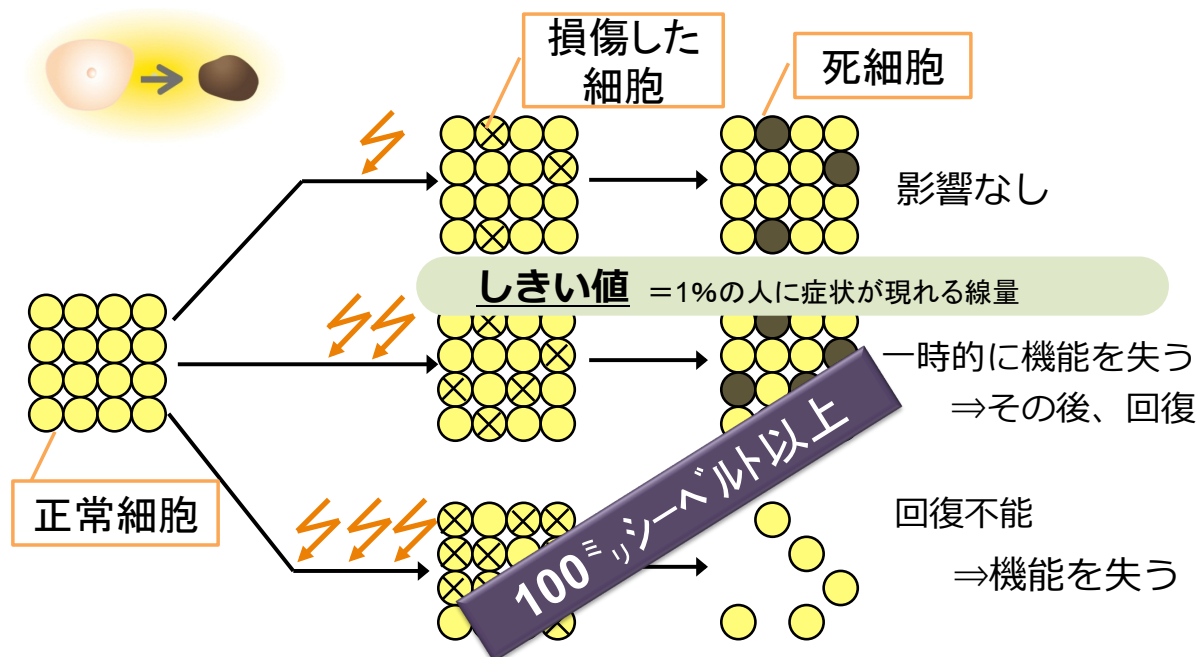 損傷した
細胞
死細胞
影響なし
しきい値 =1%の人に症状が現れる線量
一時的に機能を失う
⇒その後、回復
正常細胞
100ミリシーベルト以上
回復不能
⇒機能を失う